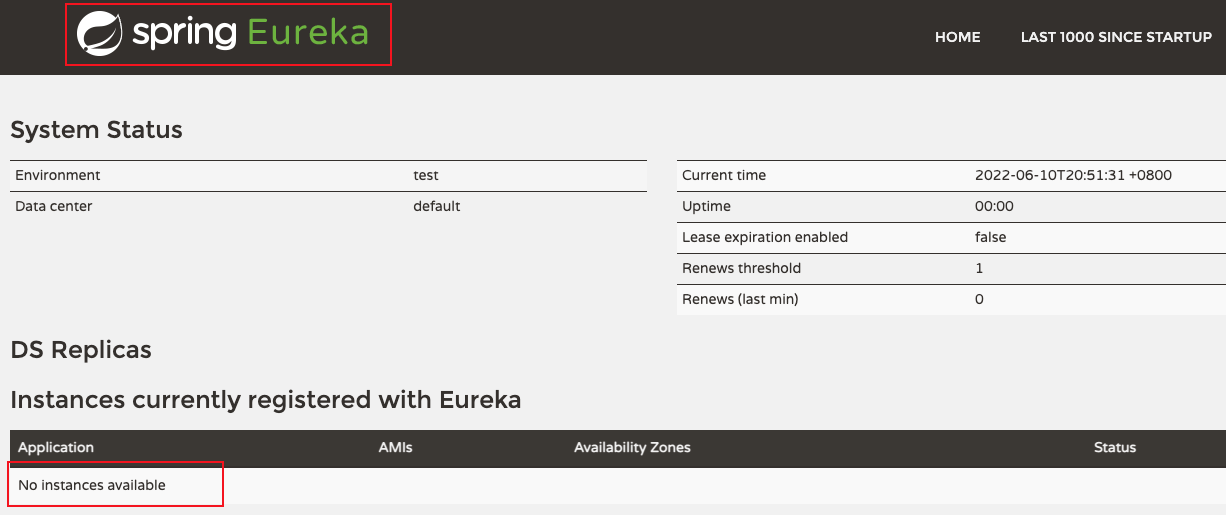 spring Eureka
HOME LAST 1000 SINCE STARTUP
System Status
Environment test
Data center default
Current time 2022-06-10T20:51:31 +0800
Uptime 00:00
Lease expiration enabled false
Renews threshold 1
Renews (last min) 0
DS Replicas
Instances currently registered with Eureka
Application AMIs Availability Zones Status
No instances available